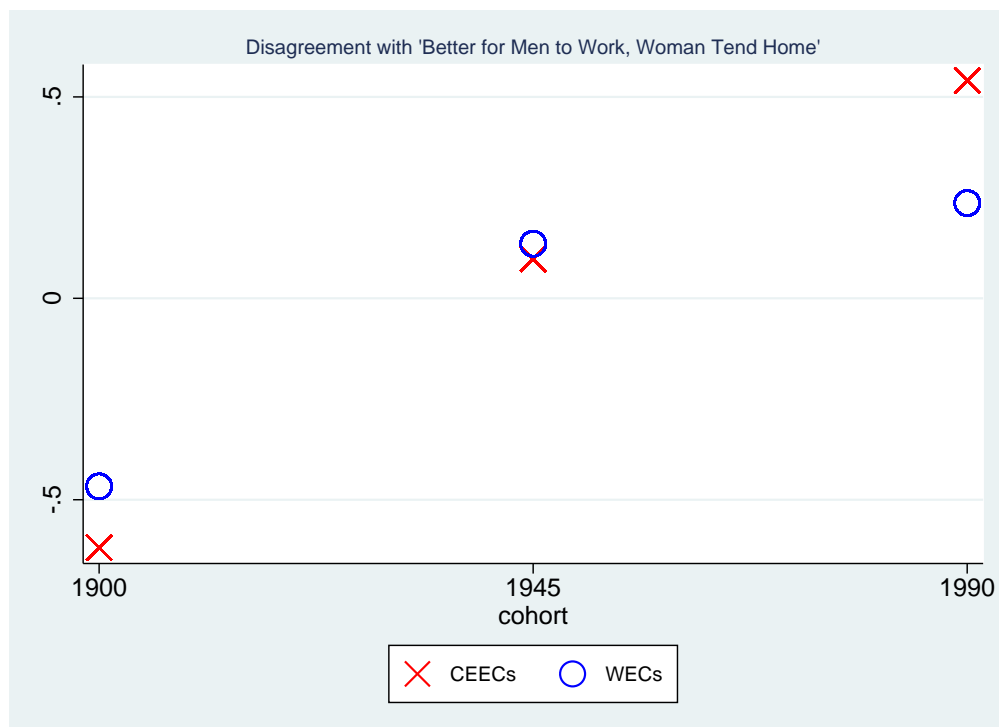 Disagreement with 'Better for Men to Work, Woman Tend Home'
.5
0
-.5
1900 1945 1990
cohort
CEECs WECs